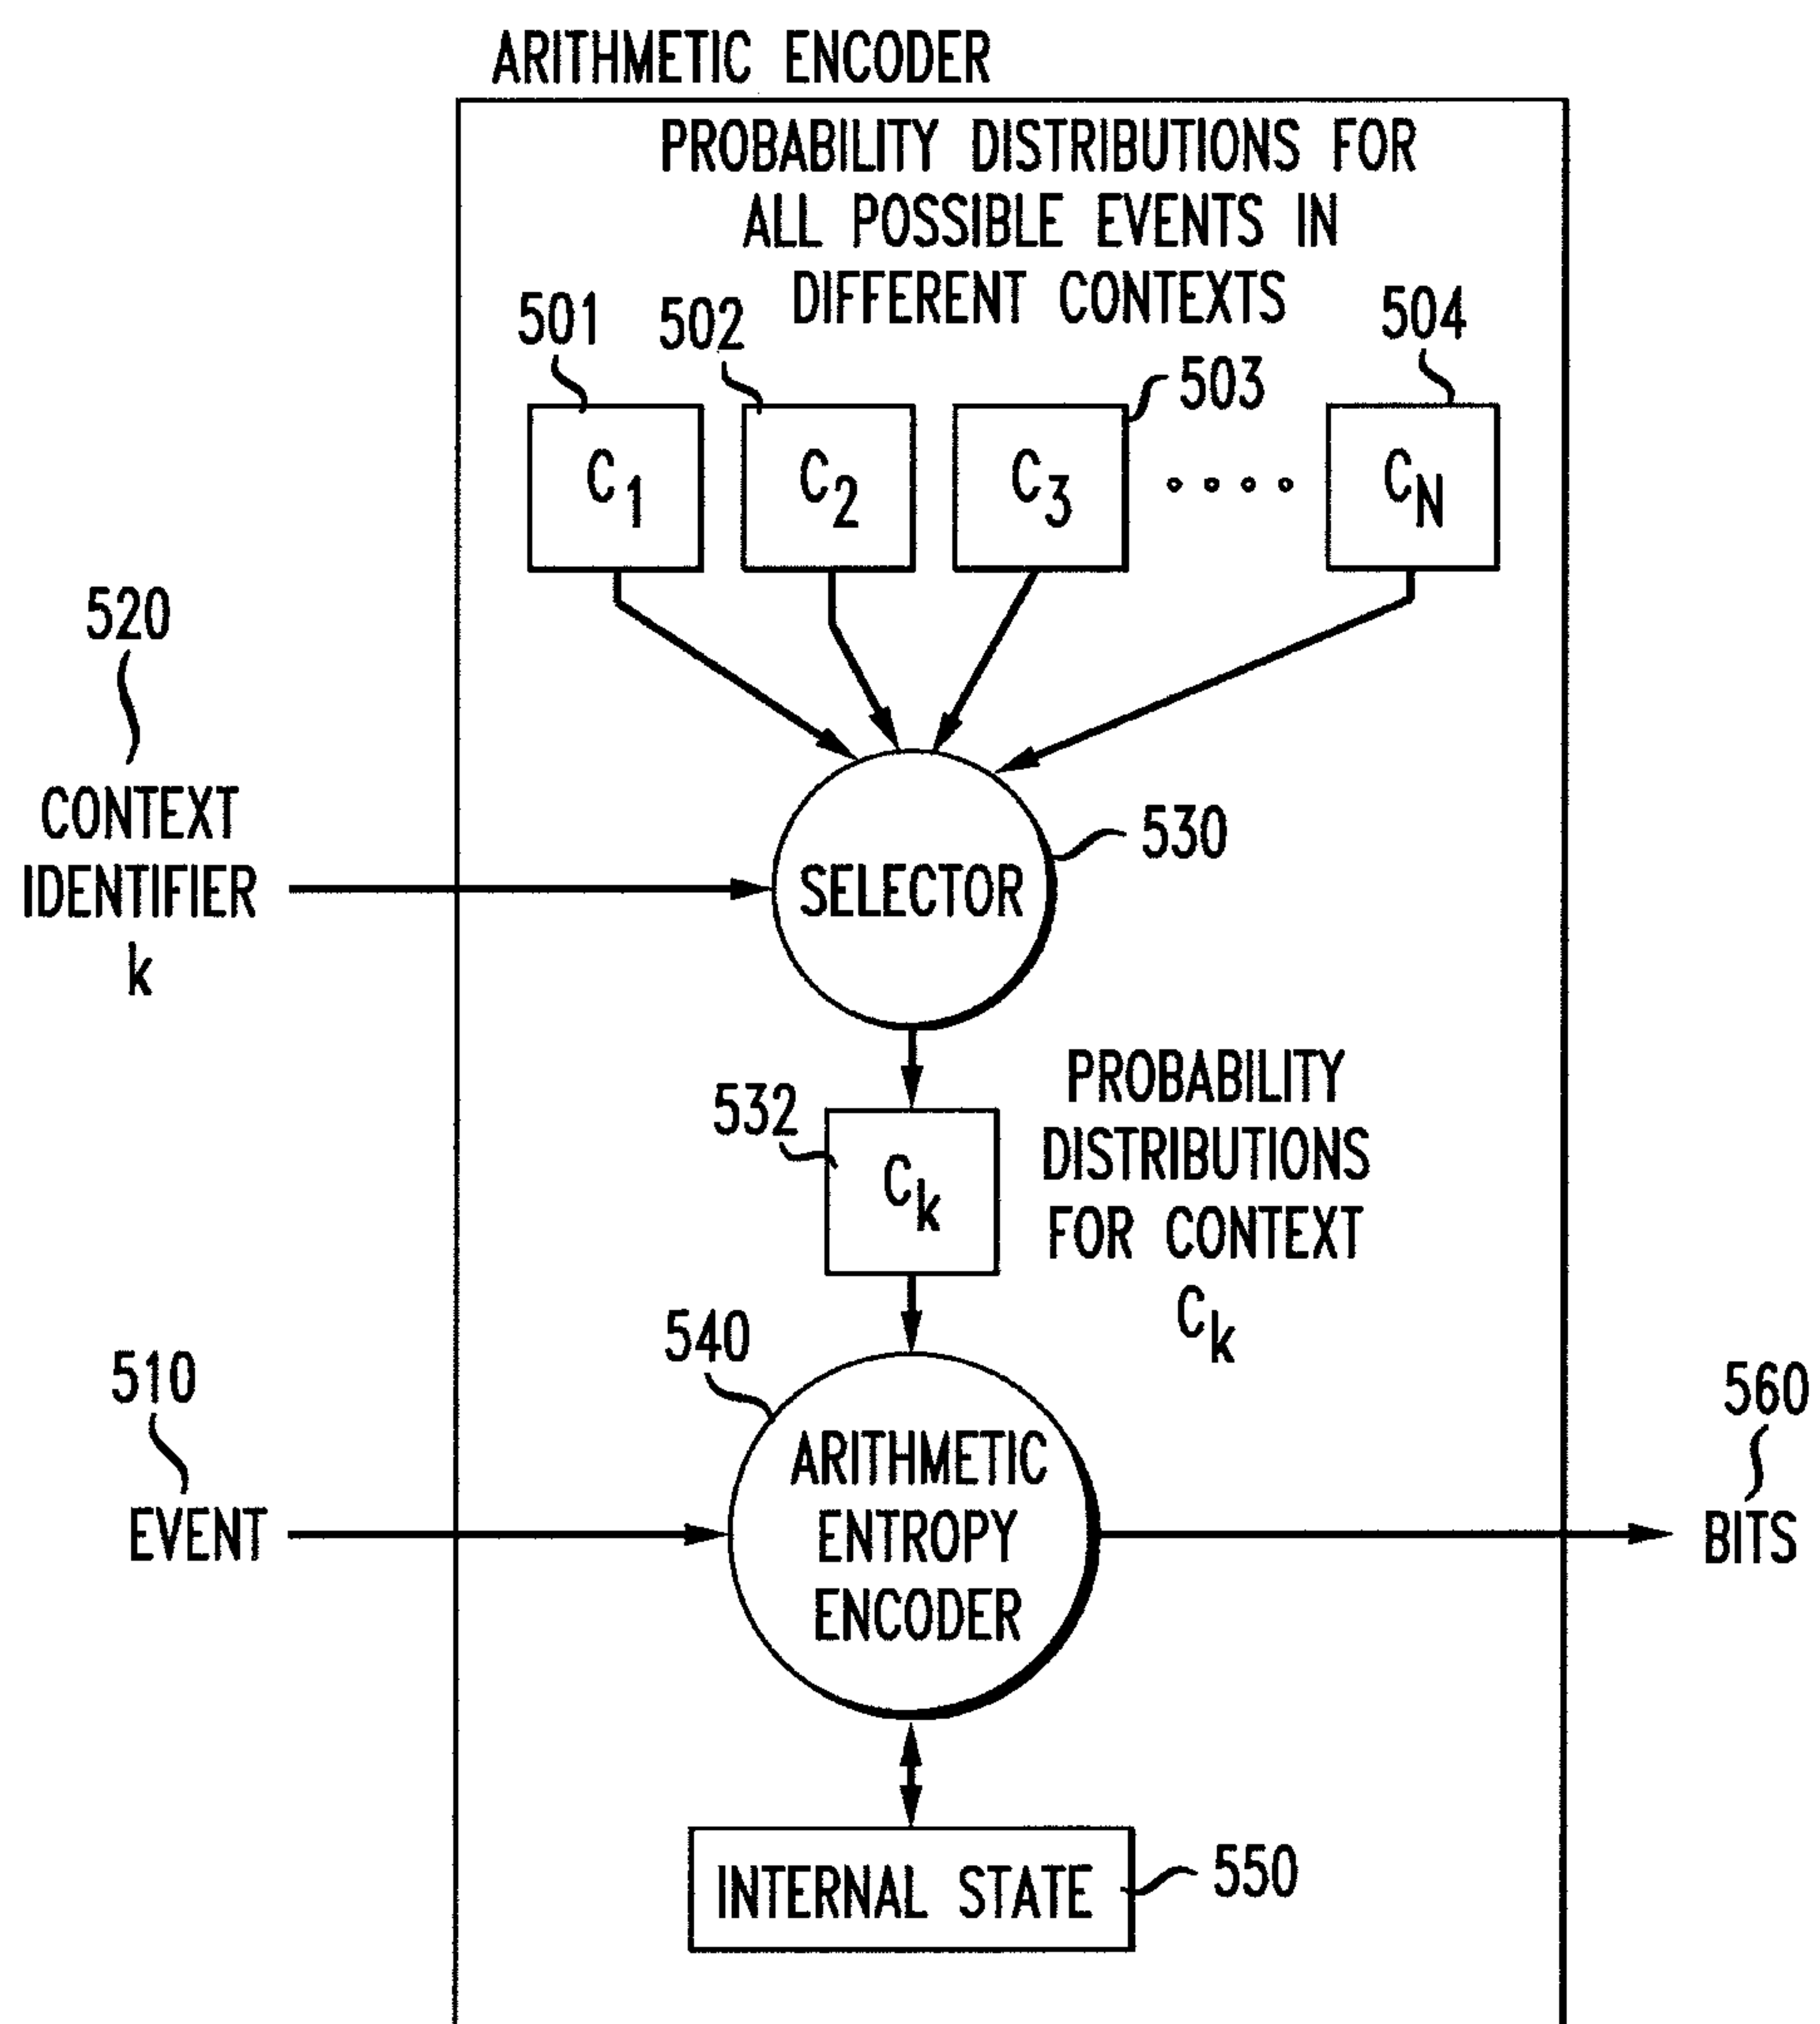 ARITHMETIC ENCODER
PROBABILITY DISTRIBUTIONS FOR
ALL POSSIBLE EVENTS IN
DIFFERENT CONTEXTS
501
502
503
504
C1
C2
C3
CN
520
CONTEXT
IDENTIFIER
k
530
SELECTOR
532
Ck
PROBABILITY
DISTRIBUTIONS
FOR CONTEXT
Ck
540
510
EVENT
ARITHMETIC
ENTROPY
ENCODER
560
BITS
INTERNAL STATE
550